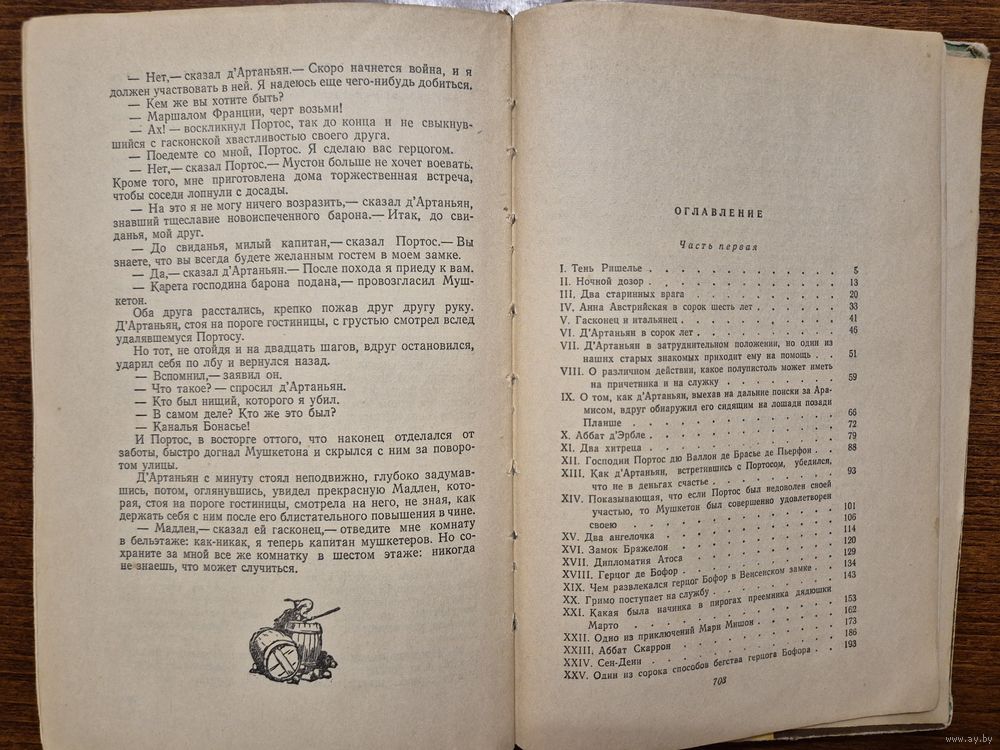 — Нет,— сказал д’Артаньян.— Скоро начнется война, и я
должен участвовать в ней. Я надеюсь еще чего-нибудь добиться.
— Кем же вы хотите быть?
— Маршалом Франции, черт возьми!
— Ах! — воскликнул Портос, так до конца и не свыкнув-
шийся с гасконской хвастливостью своего друга.
— Поедемте со мной, Портос. Я сделаю вас герцогом.
— Нет,— сказал Портос.— Мустон больше не хочет воевать.
Кроме того, мне приготовлена дома торжественная встреча,
чтобы соседи лопнули с досады.
— На это я не могу ничего возразить,— сказал д’Артаньян,
знавший тщеславие новоиспеченного барона.— Итак, до сви-
данья, мой друг.
— До свиданья, милый капитан,— сказал Портос.— Вы
знаете, что вы всегда будете желанным гостем в моем замке.
— Да,— сказал д’Артаньян.— После похода я приеду к вам.
— Карета господина барона подана,— провозгласил Муш-
кетон.
Оба друга расстались, крепко пожав друг другу руку.
Д’Артаньян, стоя на пороге гостиницы, с грустью смотрел вслед
удалявшемуся Портосу.
Но тот, не отойдя и на двадцать шагов, вдруг остановился,
ударил себя по лбу и вернулся назад.
— Вспомнил,— заявил он.
— Что такое? — спросил д’Артаньян.
— Кто был нищий, которого я убил.
— В самом деле? Кто же это был?
— Каналья Бонасье!
И Портос, в восторге оттого, что наконец отделался от
заботы, быстро догнал Мушкетона и скрылся с ним за поворо-
том улицы.
Д’Артаньян с минуту стоял неподвижно, глубоко задумав-
шись, потом, оглянувшись, увидел прекрасную Мадлен, кото-
рая, стоя на пороге гостиницы, смотрела на него, не зная, как
держать себя с ним после его блистательного повышения в чине.
— Мадлен,— сказал ей гасконец,— отведите мне комнату
в бельэтаже: как-никак, я теперь капитан мушкетеров. Но со-
храните за мной все же комнатку в шестом этаже: никогда
не знаешь, что может случиться.
ОГЛАВЛЕНИЕ
Часть первая
I. Тень Ришелье . . . . . . . . . . . 5
II. Ночной дозор . . . . . . . . . . . 13
III. Два старинных врага . . . . . . . . . 20
IV. Анна Австрийская в сорок шесть лет . . . . . . 33
V. Гасконец и итальянец . . . . . . . . . 41
VI. Д’Артаньян в сорок лет . . . . . . . . . 46
VII. Д’Артаньян в затруднительном положении, но один из
наших старых знакомых приходит ему на помощь . . 51
VIII. О различном действии, какое полупистоль может иметь
на причетника и на служку . . . . . . . 59
IX. О том, как д’Артаньян, выехав на дальние поиски за Ара-
мисом, вдруг обнаружил его сидящим на лошади позади
Планше . . . . . . . . . . . 66
X. Аббат д’Эрбле . . . . . . . . . . . 72
XI. Два хитреца . . . . . . . . . . . 79
XII. Господин Портос дю Валлон де Брасье де Пьерфон . . 88
XIII. Как д’Артаньян, встретившись с Портосом, убедился,
что не в деньгах счастье . . . . . . . 93
XIV. Показывающая, что если Портос был недоволен своей
участью, то Мушкетон был совершенно удовлетворен
своею . . . . . . . . . . . 101
XV. Два ангелочка . . . . . . . . . . . 106
XVI. Замок Бражелон . . . . . . . . . . . 114
XVII. Дипломатия Атоса . . . . . . . . . . . 120
XVIII. Герцог де Бофор . . . . . . . . . . . 129
XIX. Чем развлекался герцог Бофор в Венсенском замке . . 134
XX. Гримо поступает на службу . . . . . . . 143
XXI. Какая была начинка в пирогах преемника дядюшки
Марто . . . . . . . . . . . 153
XXII. Одно из приключений Мари Мишон . . . . . . 162
XXIII. Аббат Скаррон . . . . . . . . . . . 173
XXIV. Сен-Дени . . . . . . . . . . . 186
XXV. Один из сорока способов бегства герцога Бофора . . 193
703
www.ay.by